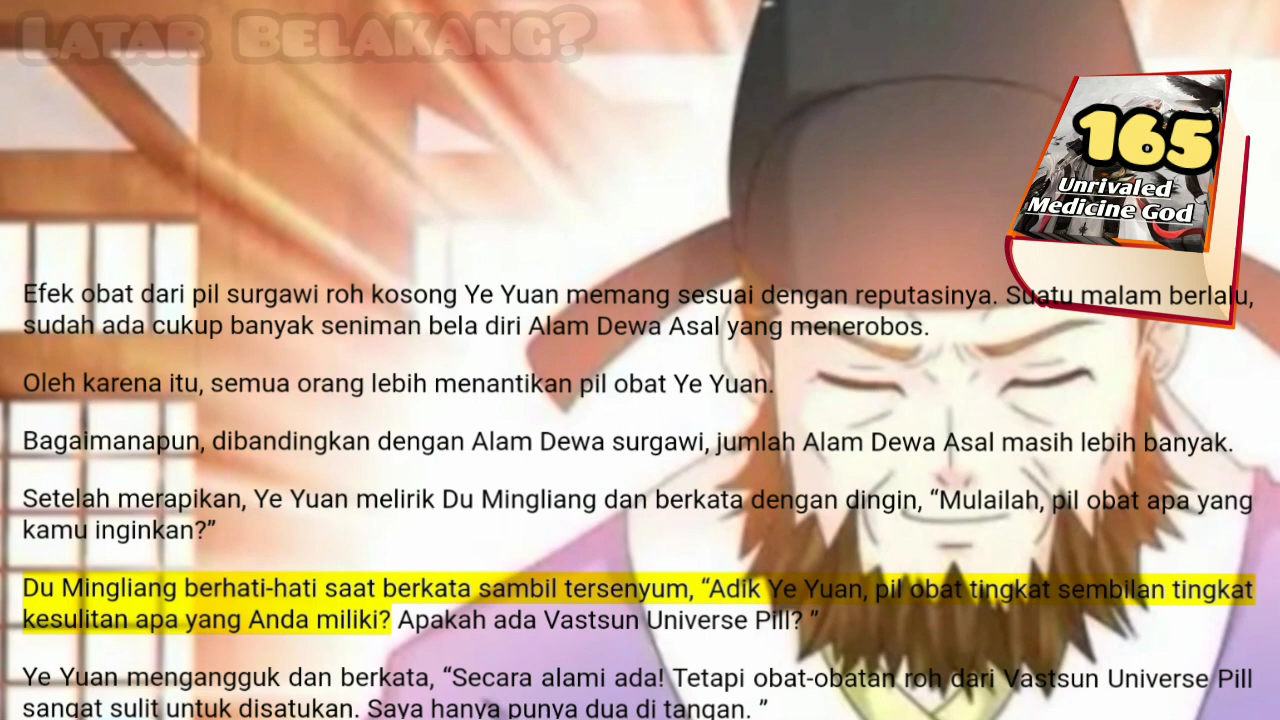 LATAR BELAKANG?
165
Unrivaled
Medicine God
Efek obat dari pil surgawi roh kosong Ye Yuan memang sesuai dengan reputasinya. Suatu malam berlalu,
sudah ada cukup banyak seniman bela diri Alam Dewa Asal yang menerobos.
Oleh karena itu, semua orang lebih menantikan pil obat Ye Yuan.
Bagaimanapun, dibandingkan dengan Alam Dewa surgawi, jumlah Alam Dewa Asal masih lebih banyak.
Setelah merapikan, Ye Yuan melirik Du Mingliang dan berkata dengan dingin, “Mulailah, pil obat apa yang
kamu inginkan?”
Du Mingliang berhati-hati saat berkata sambil tersenyum, “Adik Ye Yuan, pil obat tingkat sembilan tingkat
kesulitan apa yang Anda miliki? Apakah ada Vastsun Universe Pill? ”
Ye Yuan mengangguk dan berkata, “Secara alami ada! Tetapi obat-obatan roh dari Vastsun Universe Pill
sangat sulit untuk disatukan. Saya hanya punya dua di tangan. ”